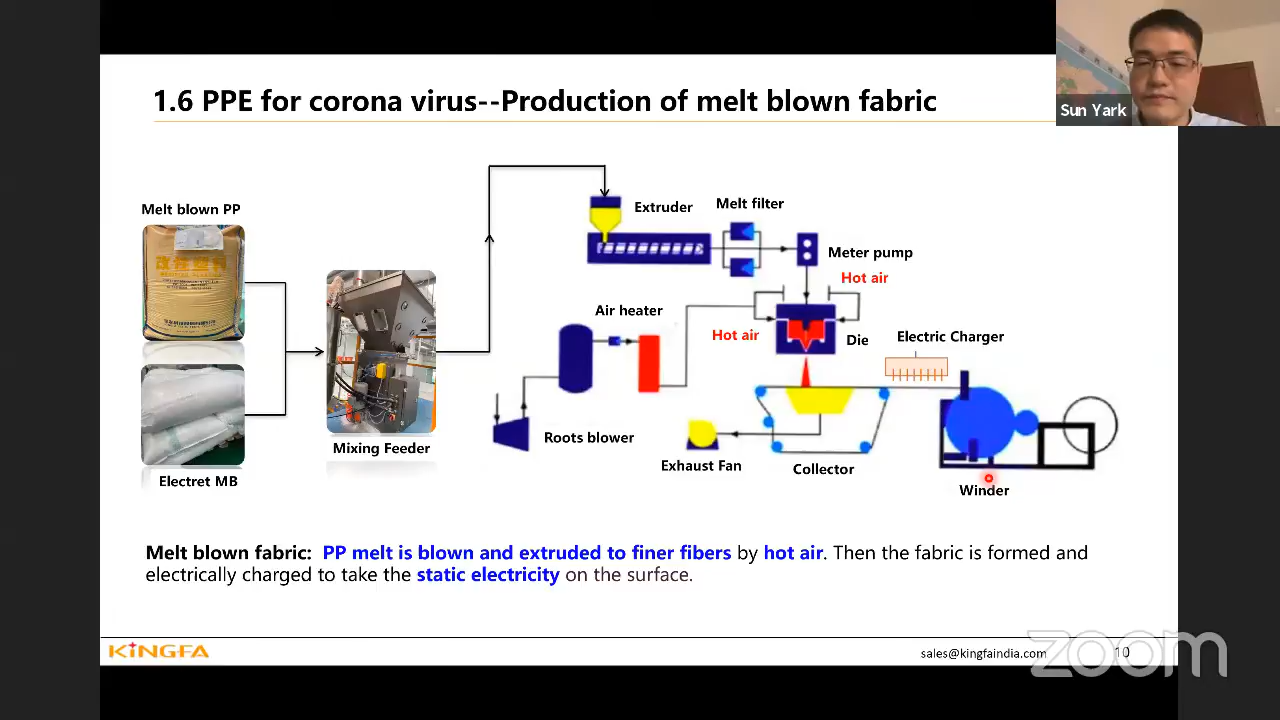 1.6 PPE for corona virus--Production of melt blown fabric
Sun Yark
Melt blown PP
改性塑料
Electret MB
Mixing Feeder
Extruder
Melt filter
Meter pump
Hot air
Air heater
Hot air
Die
Electric Charger
Roots blower
Exhaust Fan
Collector
Winder
Melt blown fabric: PP melt is blown and extruded to finer fibers by hot air. Then the fabric is formed and
electrically charged to take the static electricity on the surface.
KINGFA
sales@kingfaindia.com
10
zoom